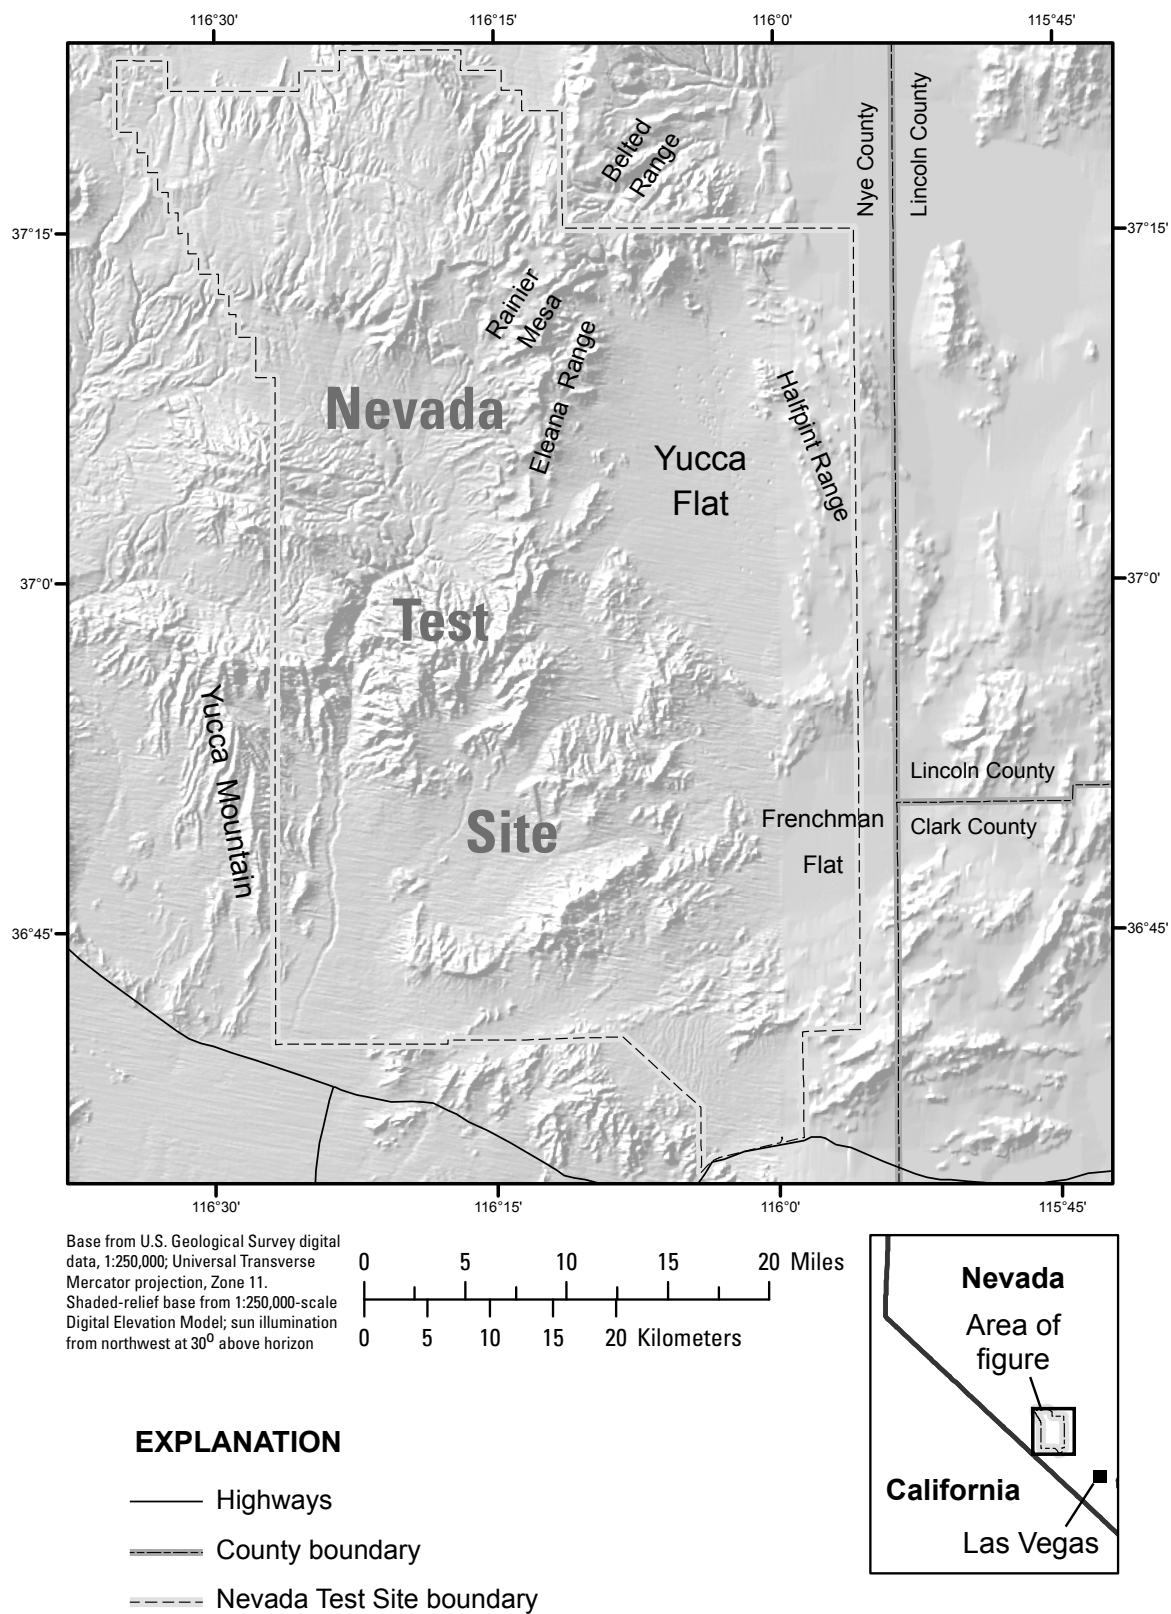 116°30' 116°15' 116°0' 115°45'
Nye County
Lincoln County
Belted
Range
37°15' 37°15'
Rainier
Mesa
Eleana Range
Halfpint Range
Nevada
Yucca
Flat
37°0' 37°0'
Test
Yucca Mountain
Lincoln County
Clark County
Site
Frenchman
Flat
36°45' 36°45'
116°30' 116°15' 116°0' 115°45'
Base from U.S. Geological Survey digital
data, 1:250,000; Universal Transverse
Mercator projection, Zone 11.
Shaded-relief base from 1:250,000-scale
Digital Elevation Model; sun illumination
from northwest at 30° above horizon
0 5 10 15 20 Miles
0 5 10 15 20 Kilometers
Nevada
Area of
figure
California
Las Vegas
EXPLANATION
Highways
County boundary
Nevada Test Site boundary